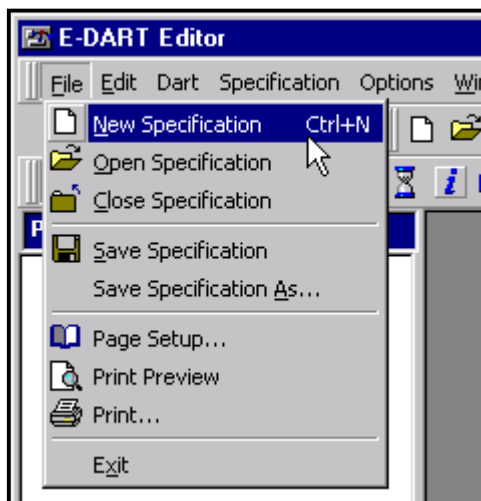 E-DART Editor
File Edit Dart Specification Options
New Specification Ctrl+N
Open Specification
Close Specification
Save Specification
Save Specification As...
Page Setup...
Print Preview
Print...
Exit